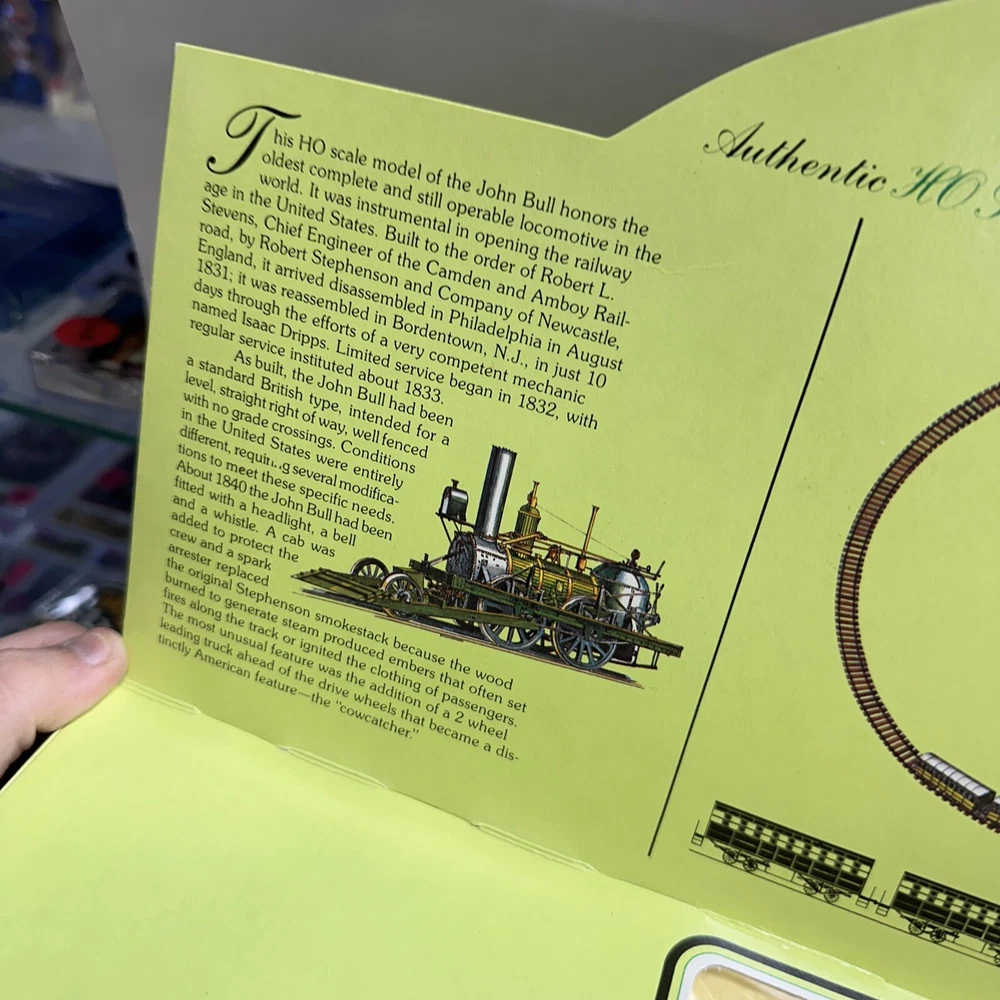 This HO scale model of the John Bull honors the
oldest complete and still operable locomotive in the
world. It was instrumental in opening the railway
age in the United States. Built to the order of Robert L.
Stevens, Chief Engineer of the Camden and Amboy Rail-
road, by Robert Stephenson and Company of Newcastle,
England, it arrived disassembled in Philadelphia in August
1831; it was reassembled in Bordentown, N.J., in just 10
days through the efforts of a very competent mechanic
named Isaac Dripps. Limited service began in 1832, with
regular service instituted about 1833.
As built, the John Bull had been
a standard British type, intended for a
level, straight right of way, well fenced
with no grade crossings. Conditions
in the United States were entirely
different, requir..g several modifica-
tions to meet these specific needs.
About 1840 the John Bull had been
fitted with a headlight, a bell
and a whistle. A cab was
added to protect the
crew and a spark
arrester replaced
the original Stephenson smokestack because the wood
burned to generate steam produced embers that often set
fires along the track or ignited the clothing of passengers.
The most unusual feature was the addition of a 2 wheel
leading truck ahead of the drive wheels that became a dis-
tinctly American feature—the "cowcatcher."
Authentic HO